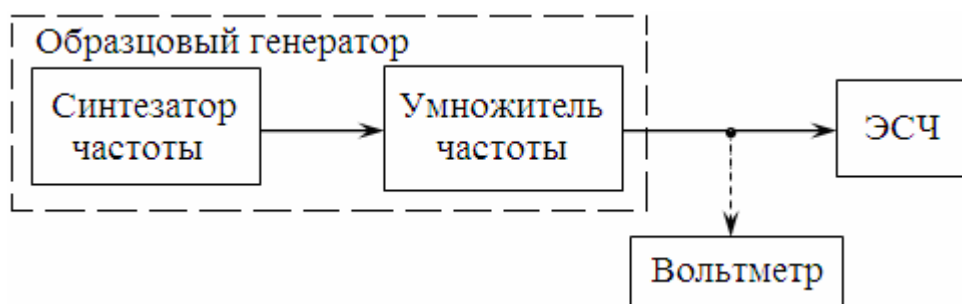 Образцовый генератор
Синтезатор
частоты
Умножитель
частоты
ЭСЧ
Вольтметр